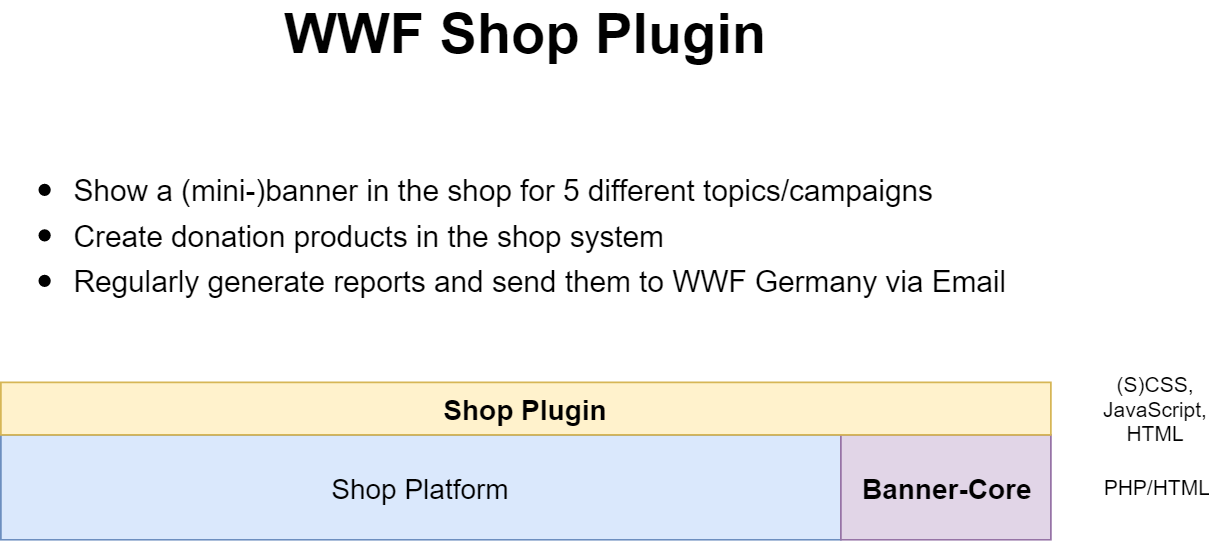 WWF Shop Plugin
Show a (mini-)banner in the shop for 5 different topics/campaigns
Create donation products in the shop system
Regularly generate reports and send them to WWF Germany via Email
Shop Plugin
(S)CSS,
JavaScript,
HTML
Shop Platform
Banner-Core
PHP/HTML